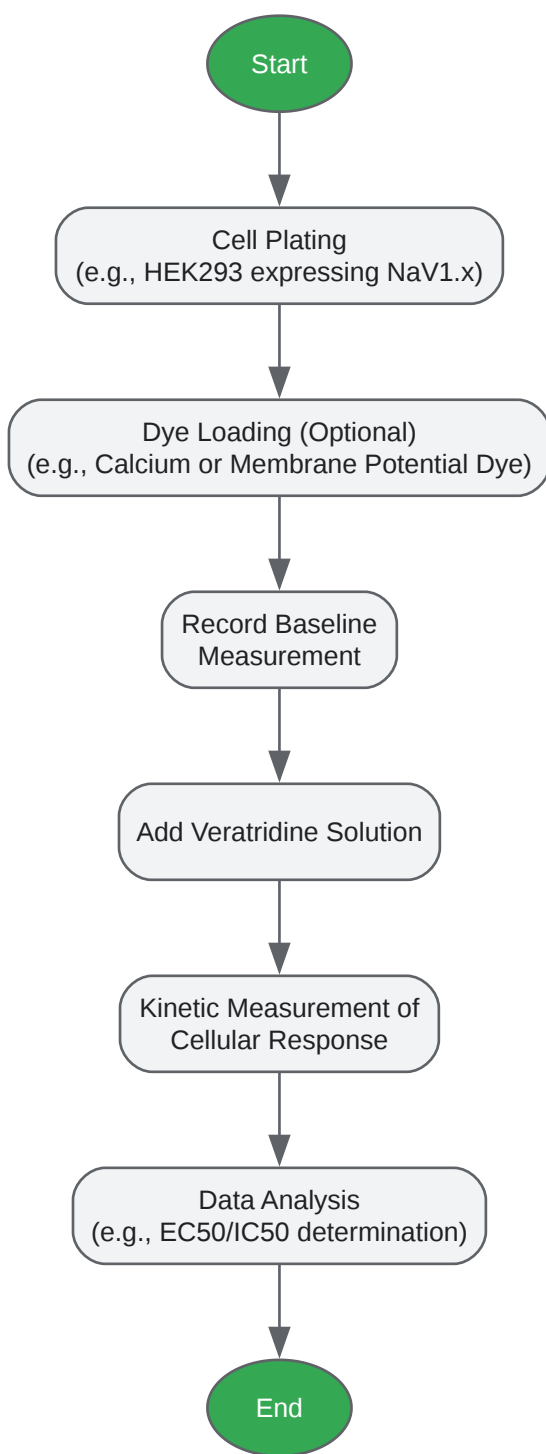 Start
Cell Plating
(e.g., HEK293 expressing NaV1.x)
Dye Loading (Optional)
(e.g., Calcium or Membrane Potential Dye)
Record Baseline
Measurement
Add Veratridine Solution
Kinetic Measurement of
Cellular Response
Data Analysis
(e.g., EC50/IC50 determination)
End